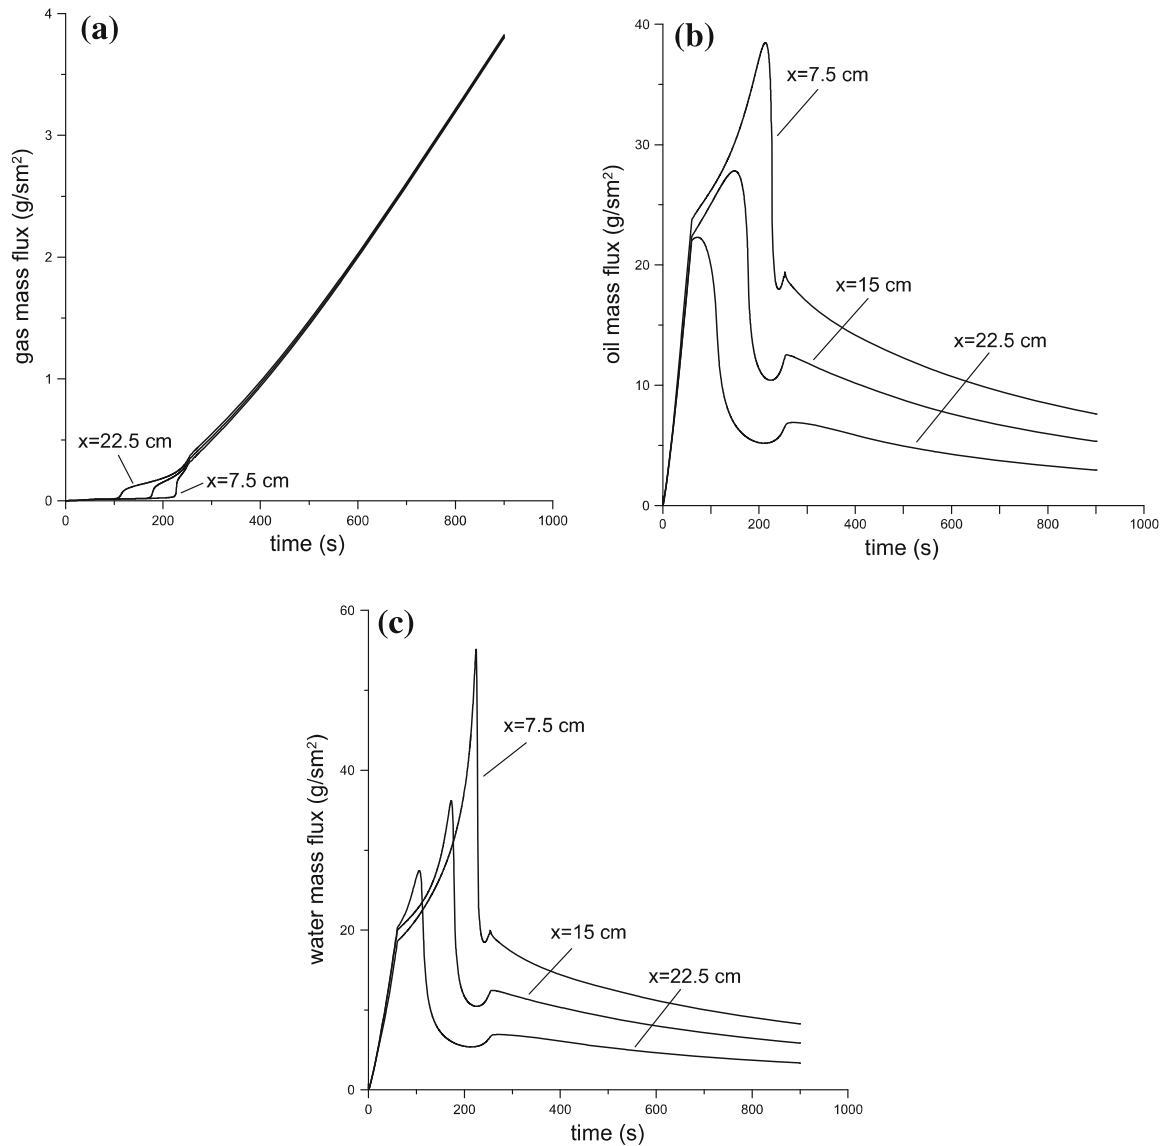 (a)
gas mass flux (g/sm²)
4
3
2
1
0
x=22.5 cm
x=7.5 cm
0 200 400 600 800 1000
time (s)
(b)
oil mass flux (g/sm²)
40
30
20
10
0
x=7.5 cm
x=15 cm
x=22.5 cm
0 200 400 600 800 1000
time (s)
(c)
water mass flux (g/sm²)
60
40
20
0
x=7.5 cm
x=15 cm
x=22.5 cm
0 200 400 600 800 1000
time (s)